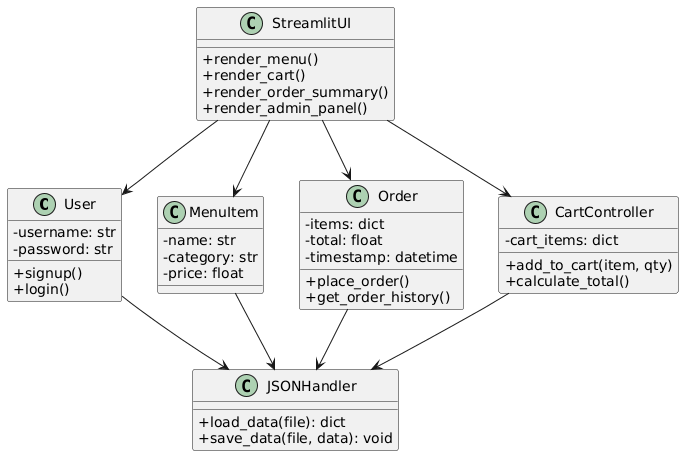 C StreamlitUI
+render_menu()
+render_cart()
+render_order_summary()
+render_admin_panel()
C User
-username: str
-password: str
+signup()
+login()
C MenuItem
-name: str
-category: str
-price: float
C Order
-items: dict
-total: float
-timestamp: datetime
+place_order()
+get_order_history()
C CartController
-cart_items: dict
+add_to_cart(item, qty)
+calculate_total()
C JSONHandler
+load_data(file): dict
+save_data(file, data): void